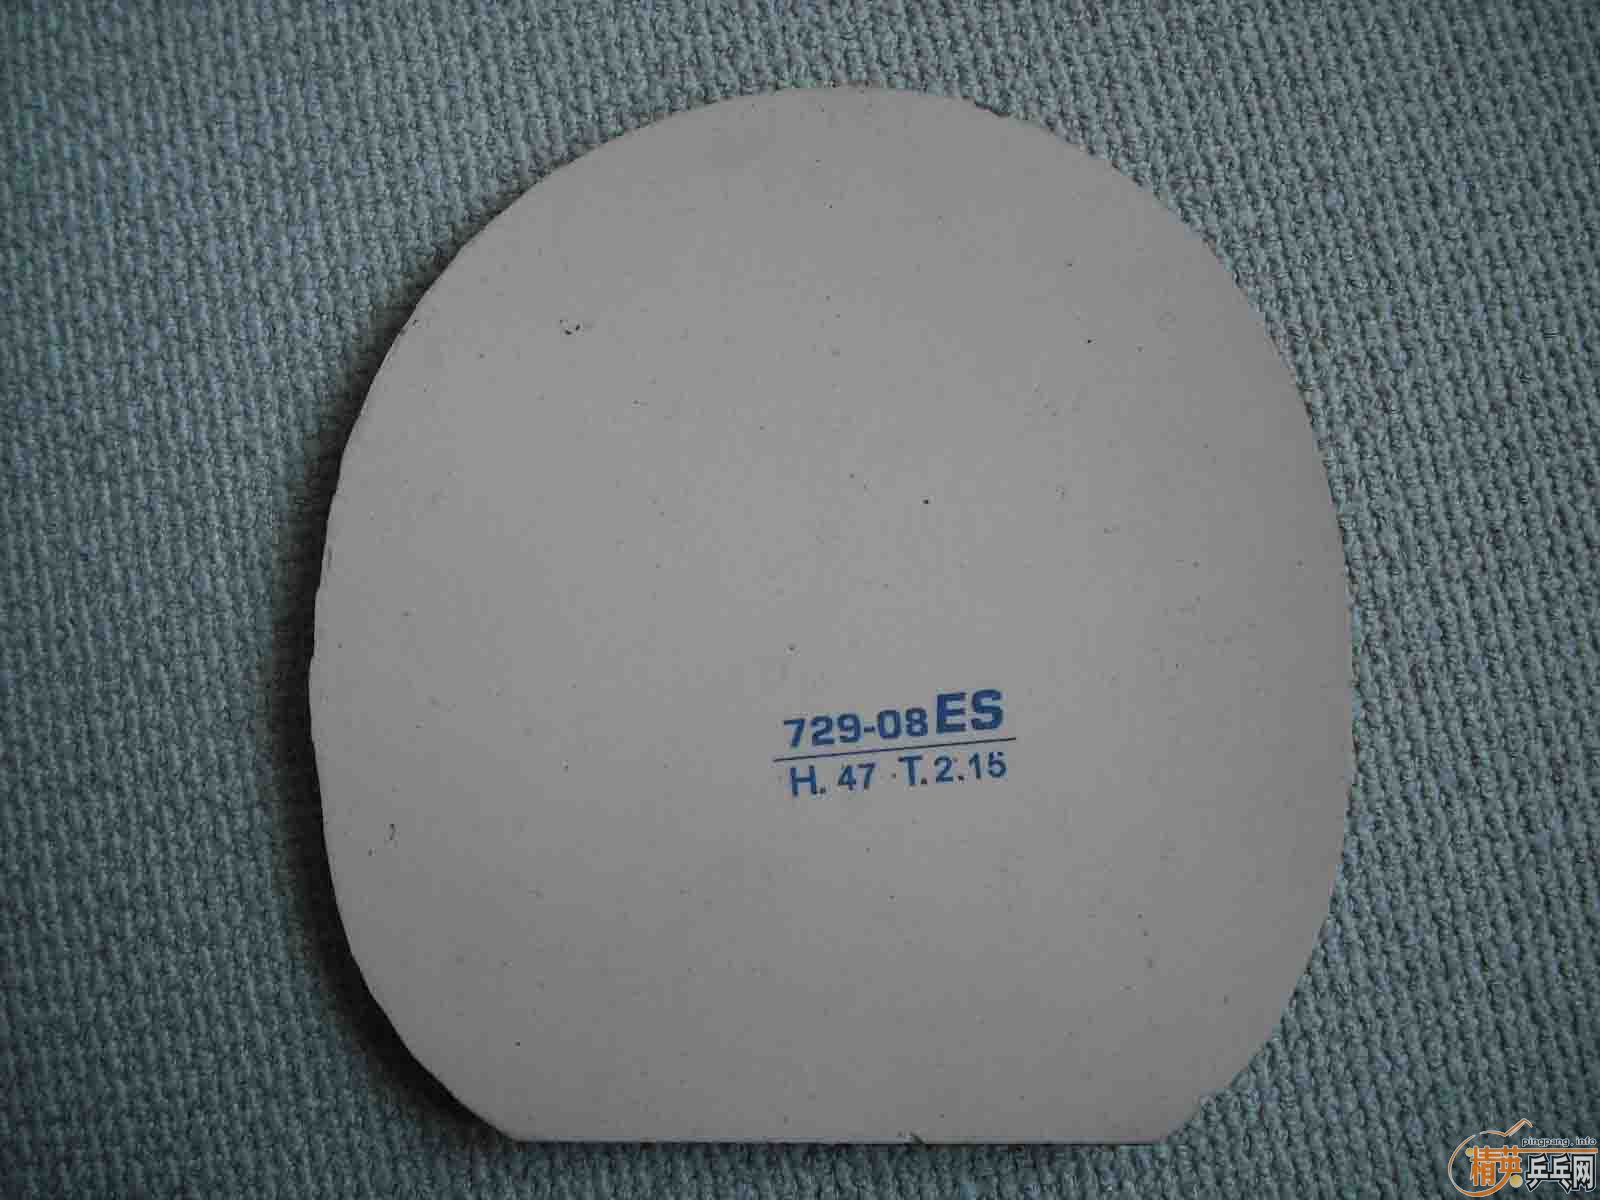 729-08ES
H. 47 T. 2.15
pingpang.info
精英乒乓网